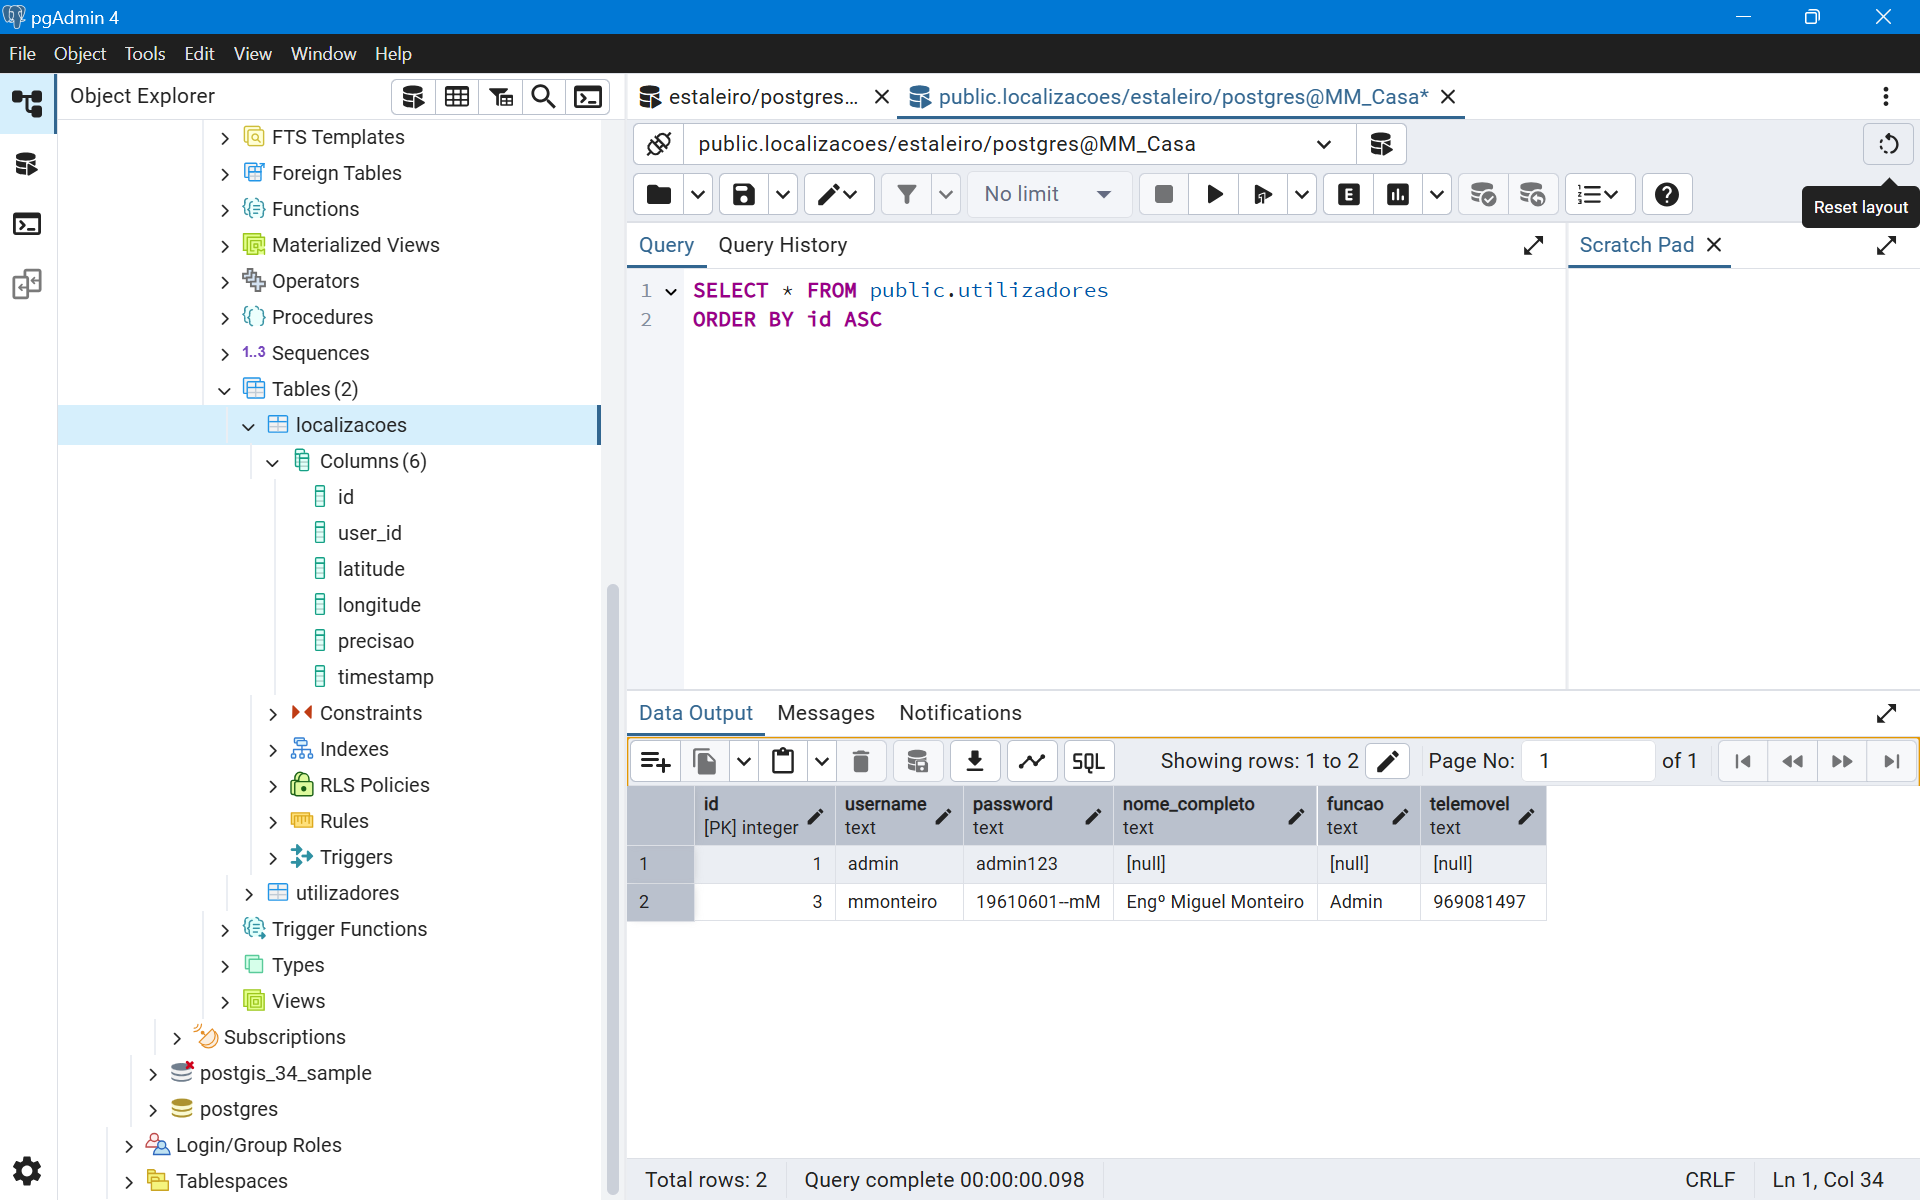 pgAdmin 4
File Object Tools Edit View Window Help
Object Explorer
FTS Templates
Foreign Tables
Functions
Materialized Views
Operators
Procedures
1..3 Sequences
Tables (2)
localizacoes
Columns (6)
id
user_id
latitude
longitude
precisao
timestamp
Constraints
Indexes
RLS Policies
Rules
Triggers
utilizadores
Trigger Functions
Types
Views
Subscriptions
postgis_34_sample
postgres
Login/Group Roles
Tablespaces
estaleiro/postgres... public.localizacoes/estaleiro/postgres@MM_Casa*
public.localizacoes/estaleiro/postgres@MM_Casa
No limit E
Reset layout
Query Query History
Scratch Pad
1 SELECT * FROM public.utilizadores
2 ORDER BY id ASC
Data Output Messages Notifications
SQL Showing rows: 1 to 2 Page No: 1 of 1
id username password nome_completo funcao telemovel
[PK] integer text text text text text
1 1 admin admin123 [null] [null] [null]
2 3 mmonteiro 19610601--mM Engº Miguel Monteiro Admin 969081497
Total rows: 2 Query complete 00:00:00.098 CRLF Ln 1, Col 34